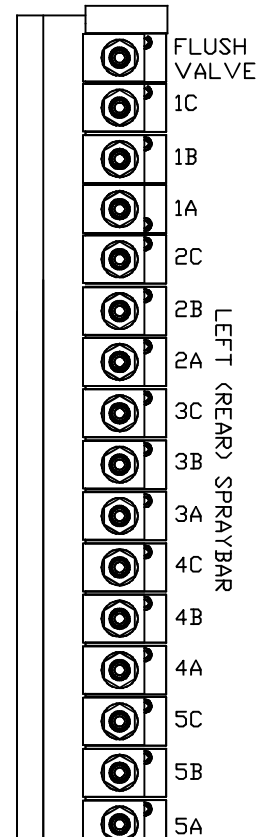 FLUSH
VALVE
1C
1B
1A
2C
2B
2A
3C
3B
3A
4C
4B
4A
5C
5B
5A
LEFT (REAR) SPRAYBAR